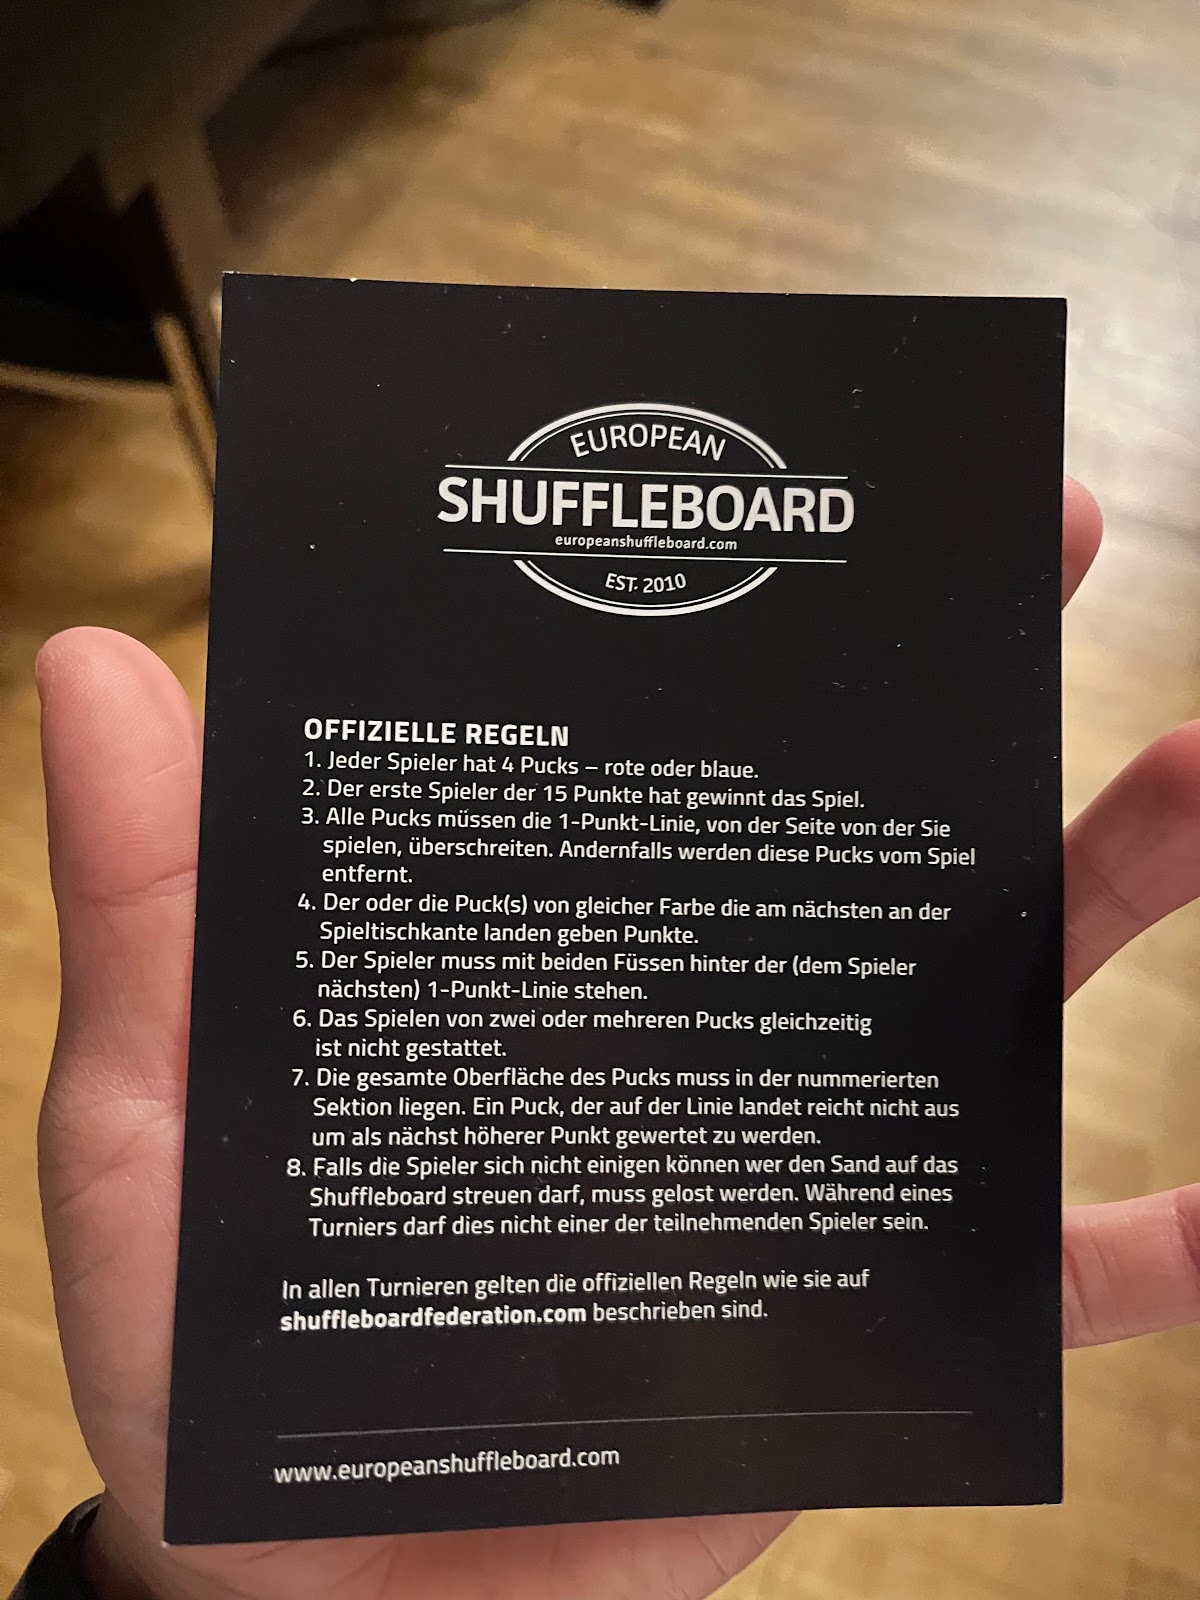 EUROPEAN
SHUFFLEBOARD
europeanshuffleboard.com
EST. 2010
OFFIZIELLE REGELN
1. Jeder Spieler hat 4 Pucks – rote oder blaue.
2. Der erste Spieler der 15 Punkte hat gewinnt das Spiel.
3. Alle Pucks müssen die 1-Punkt-Linie, von der Seite von der Sie
spielen, überschreiten. Andernfalls werden diese Pucks vom Spiel
entfernt.
4. Der oder die Puck(s) von gleicher Farbe die am nächsten an der
Spieltischkante landen geben Punkte.
5. Der Spieler muss mit beiden Füssen hinter der (dem Spieler
nächsten) 1-Punkt-Linie stehen.
6. Das Spielen von zwei oder mehreren Pucks gleichzeitig
ist nicht gestattet.
7. Die gesamte Oberfläche des Pucks muss in der nummerierten
Sektion liegen. Ein Puck, der auf der Linie landet reicht nicht aus
um als nächst höherer Punkt gewertet zu werden.
8. Falls die Spieler sich nicht einigen können wer den Sand auf das
Shuffleboard streuen darf, muss gelost werden. Während eines
Turniers darf dies nicht einer der teilnehmenden Spieler sein.
In allen Turnieren gelten die offiziellen Regeln wie sie auf
shuffleboardfederation.com beschrieben sind.
www.europeanshuffleboard.com